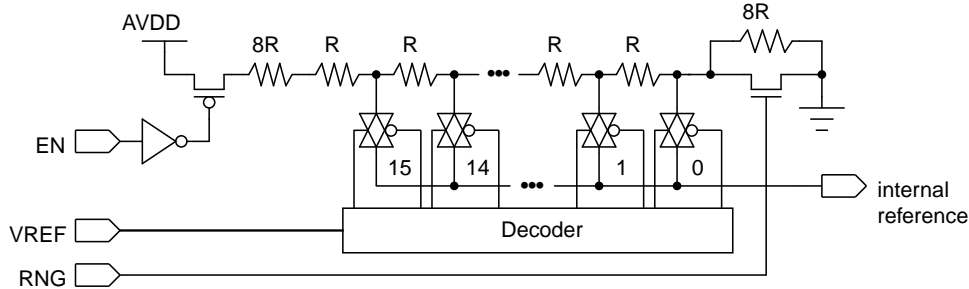 AVDD
8R
R
R
R
R
8R
EN
15
14
1
0
internal
reference
Decoder
VREF
RNG